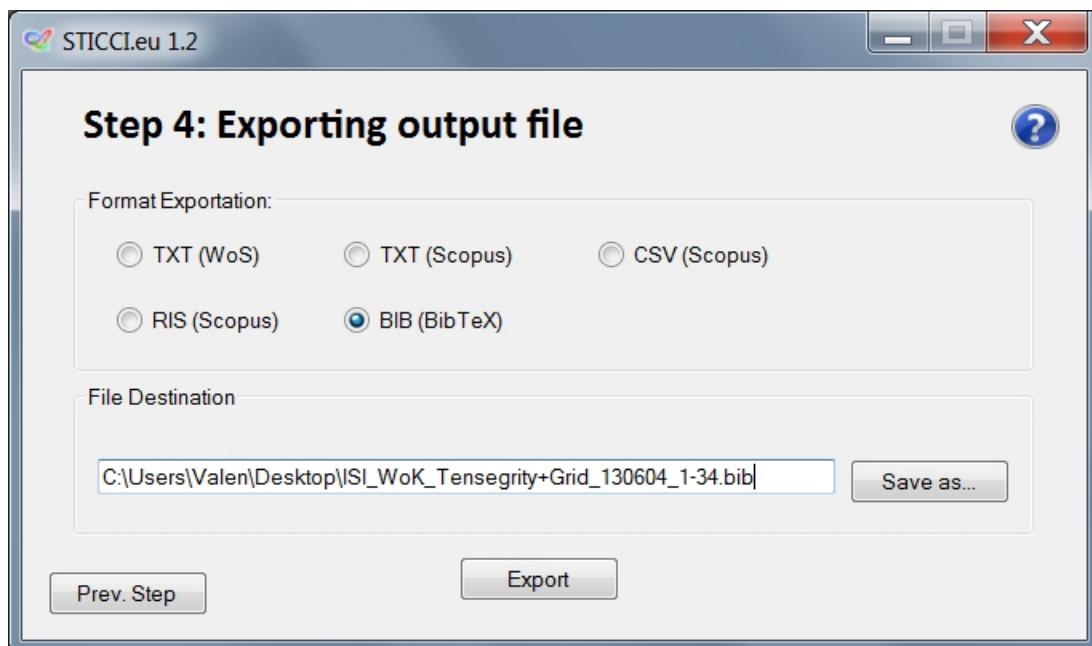 STICCI.eu 1.2
Step 4: Exporting output file
?
Format Exportation:
TXT (WoS)
TXT (Scopus)
CSV (Scopus)
RIS (Scopus)
BIB (BibTeX)
File Destination
C:\Users\Valen\Desktop\ISI_WoK_Tensegrity+Grid_130604_1-34.bib
Save as...
Prev. Step
Export